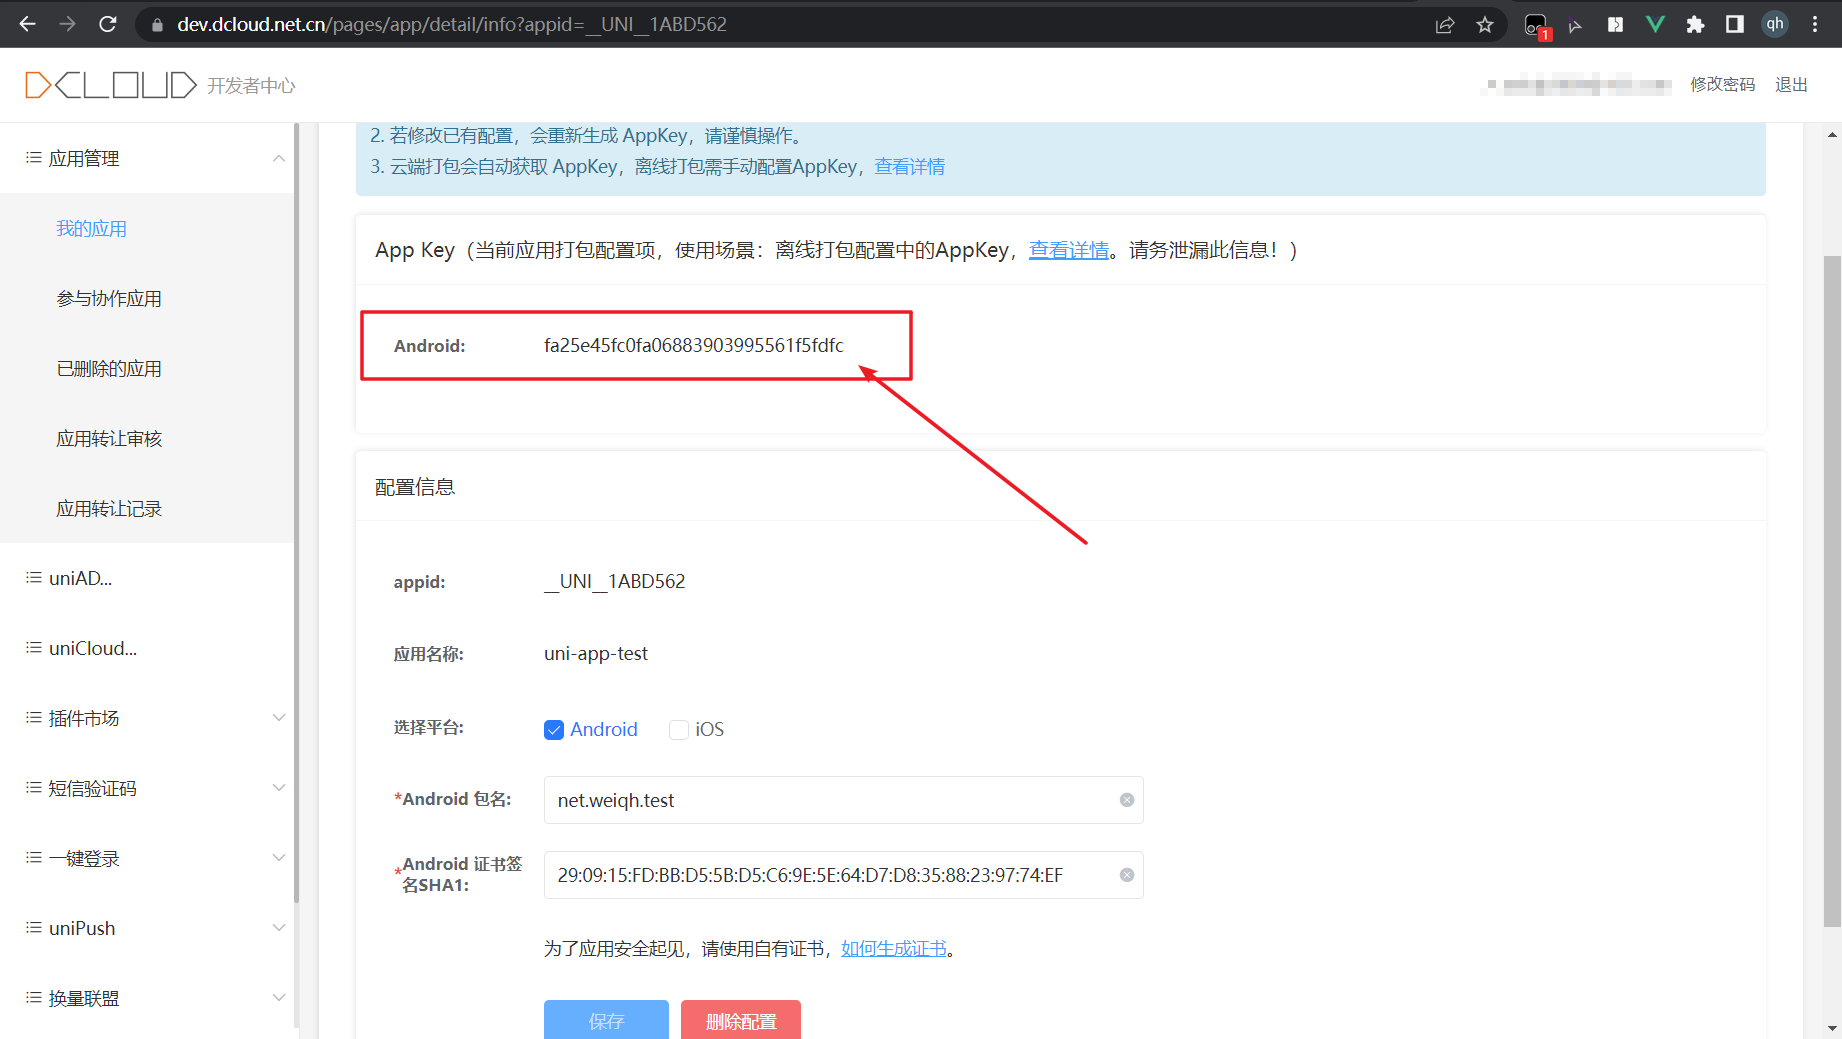 dev.dcloud.net.cn/pages/app/detail/info?appid=__UNI__1ABD562
1
qh
DCLOUD 开发者中心
修改密码 退出
应用管理
我的应用
参与协作应用
已删除的应用
应用转让审核
应用转让记录
uniAD...
uniCloud...
插件市场
短信验证码
一键登录
uniPush
换量联盟
2. 若修改已有配置，会重新生成 AppKey，请谨慎操作。
3. 云端打包会自动获取 AppKey，离线打包需手动配置AppKey，查看详情
App Key（当前应用打包配置项，使用场景：离线打包配置中的AppKey，查看详情。请务泄漏此信息！）
Android: fa25e45fc0fa06883903995561f5fdfc
配置信息
appid: __UNI__1ABD562
应用名称: uni-app-test
选择平台: Android iOS
*Android 包名: net.weiqh.test
*Android 证书签
名SHA1: 29:09:15:FD:BB:D5:5B:D5:C6:9E:5E:64:D7:D8:35:88:23:97:74:EF
为了应用安全起见，请使用自有证书，如何生成证书。
保存 删除配置